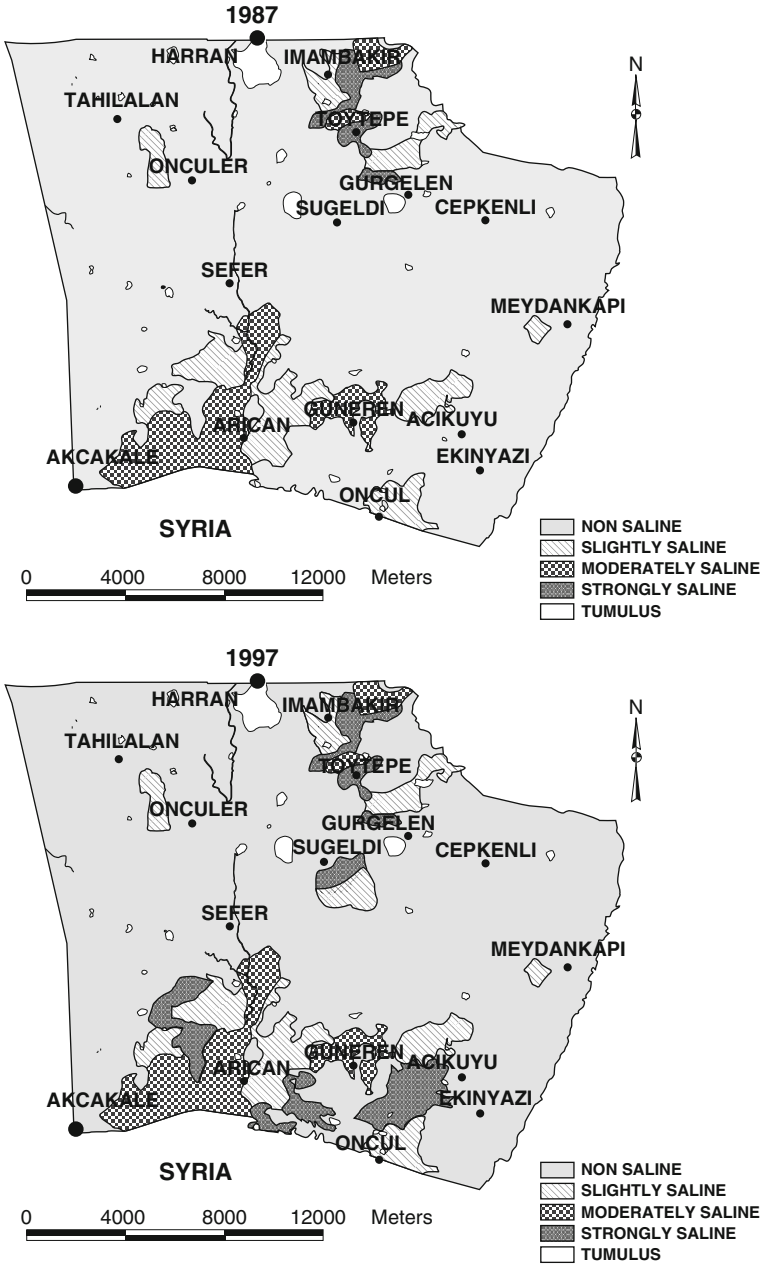 1987
HARRAN
IMAMBAKIR
N
TAHILALAN
TOYTEPE
ONCULER
GURGELEN
SUGELDI
CEPKENLI
SEFER
MEYDANKAPI
GUNEREN
ACIKUYU
ARICAN
AKCAKALE
EKINYAZI
ONCUL
SYRIA
NON SALINE
SLIGHTLY SALINE
MODERATELY SALINE
STRONGLY SALINE
TUMULUS
0 4000 8000 12000 Meters
1997
HARRAN
IMAMBAKIR
N
TAHILALAN
TOYTEPE
ONCULER
GURGELEN
SUGELDI
CEPKENLI
SEFER
MEYDANKAPI
GUNEREN
ACIKUYU
ARICAN
AKCAKALE
EKINYAZI
ONCUL
SYRIA
NON SALINE
SLIGHTLY SALINE
MODERATELY SALINE
STRONGLY SALINE
TUMULUS
0 4000 8000 12000 Meters